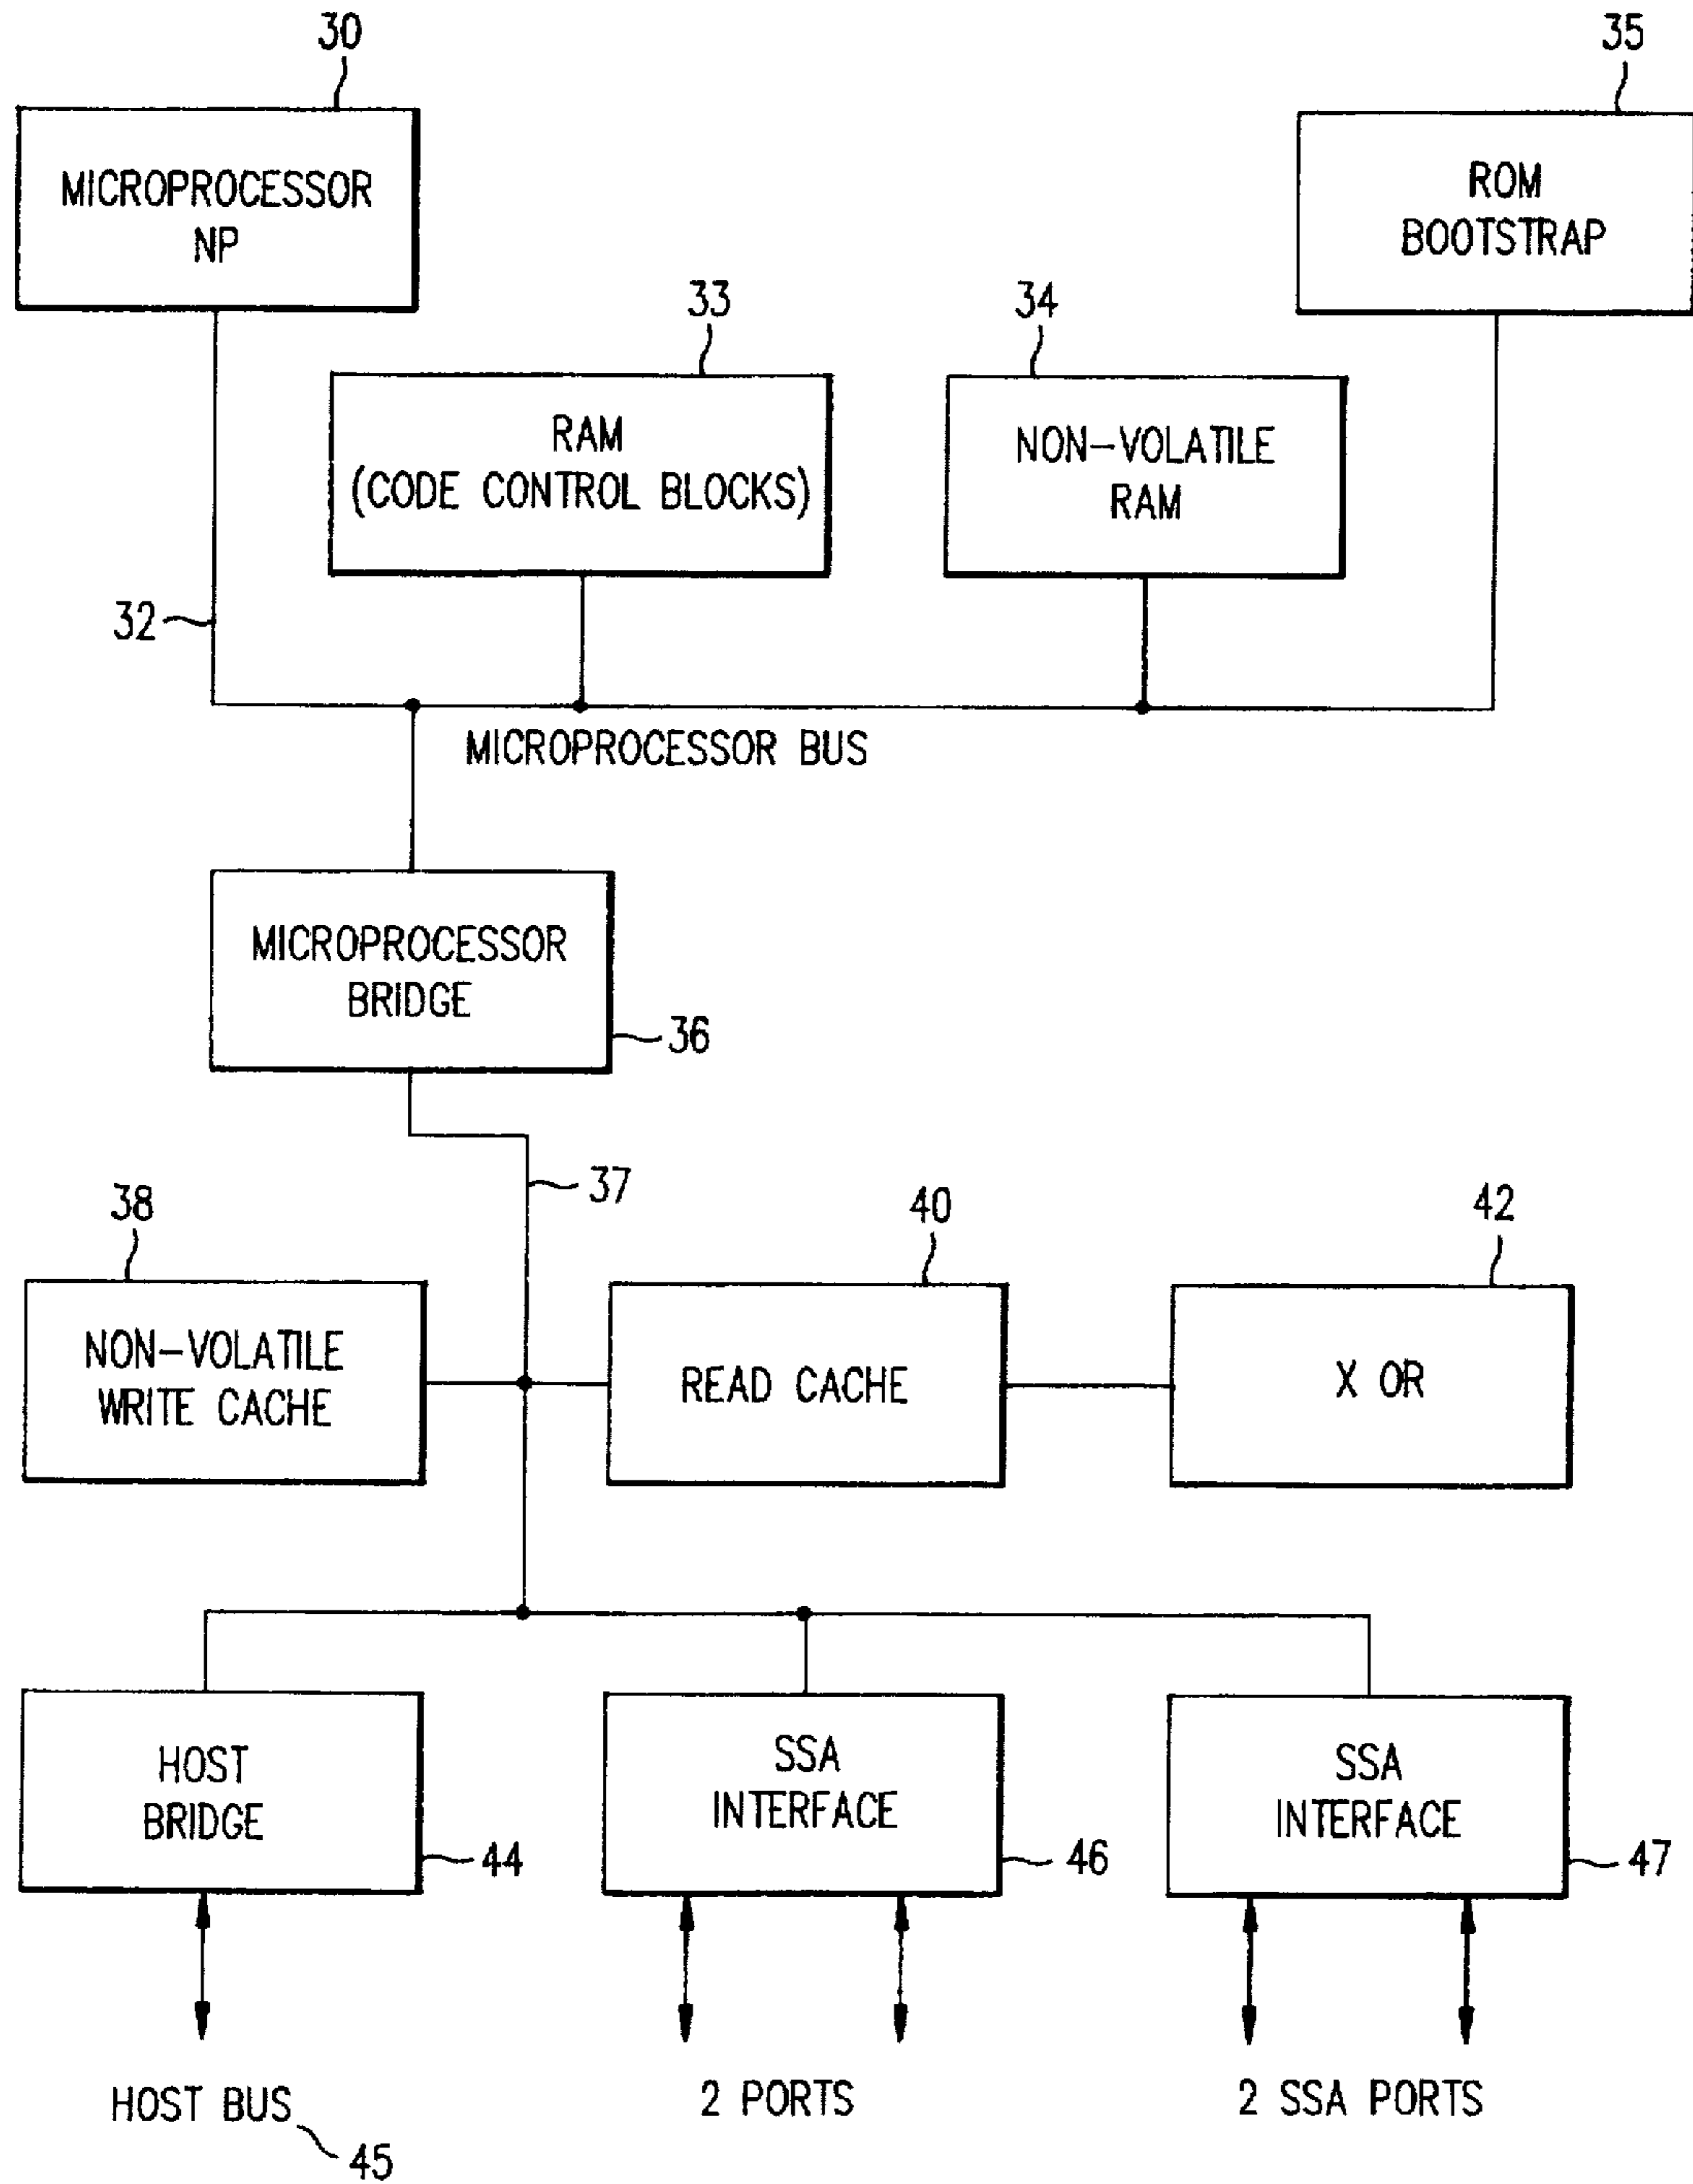 30
35
MICROPROCESSOR
NP
ROM
BOOTSTRAP
33
34
RAM
(CODE CONTROL BLOCKS)
NON-VOLATILE
RAM
32
MICROPROCESSOR BUS
MICROPROCESSOR
BRIDGE
36
37
38
40
42
NON-VOLATILE
WRITE CACHE
READ CACHE
X OR
HOST
BRIDGE
44
SSA
INTERFACE
46
SSA
INTERFACE
47
HOST BUS
45
2 PORTS
2 SSA PORTS